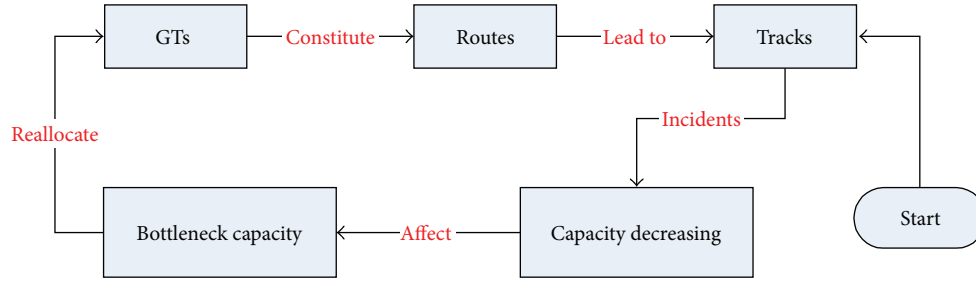 GTs
Constitute
Routes
Lead to
Tracks
Reallocate
Incidents
Bottleneck capacity
Affect
Capacity decreasing
Start